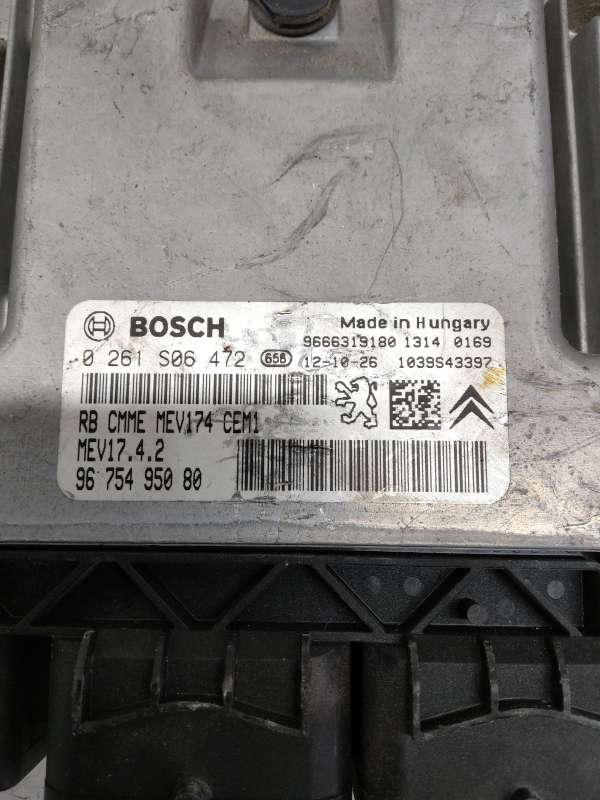 BOSCH
Made in Hungary
9666319180 1314 0169
0 261 S06 472 658 12-10-26 1039S43397
RB CMME MEV174 CEM1
MEV17.4.2
96 754 950 80